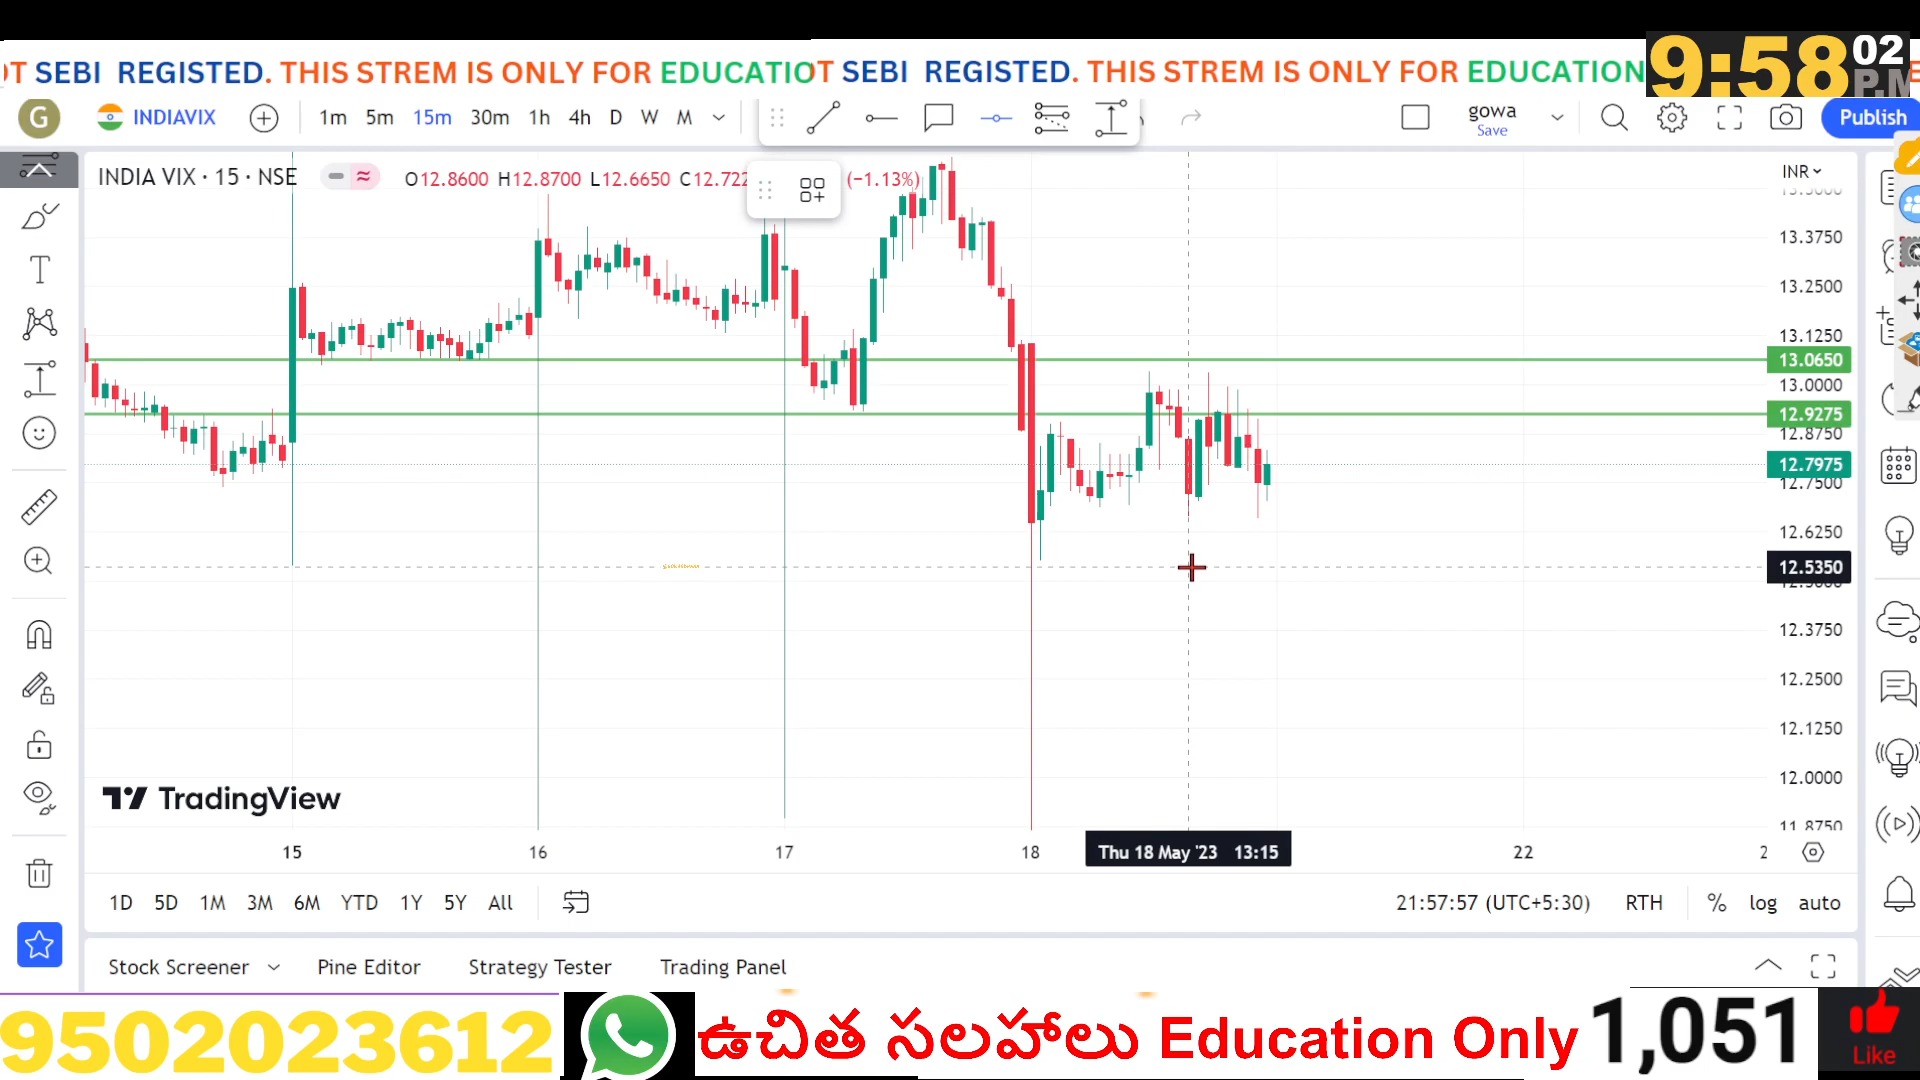 OT SEBI REGISTED. THIS STREM IS ONLY FOR EDUCATIO
OT SEBI REGISTED. THIS STREM IS ONLY FOR EDUCATION
9:58 02 P.M
G INDIAVIX 1m 5m 15m 30m 1h 4h D W M gowa Save Publish
INDIA VIX · 15 · NSE O12.8600 H12.8700 L12.6650 C12.722 (−1.13%)
INR
13.3750
13.2500
13.1250
13.0650
13.0000
12.9275
12.8750
12.7975
12.7500
12.6250
12.5350
12.3750
12.2500
12.1250
12.0000
11.8750
TradingView
15 16 17 18 Thu 18 May '23 13:15 22 2
1D 5D 1M 3M 6M YTD 1Y 5Y All 21:57:57 (UTC+5:30) RTH % log auto
Stock Screener Pine Editor Strategy Tester Trading Panel
9502023612 ఉచిత సలహాలు Education Only 1,051 Like